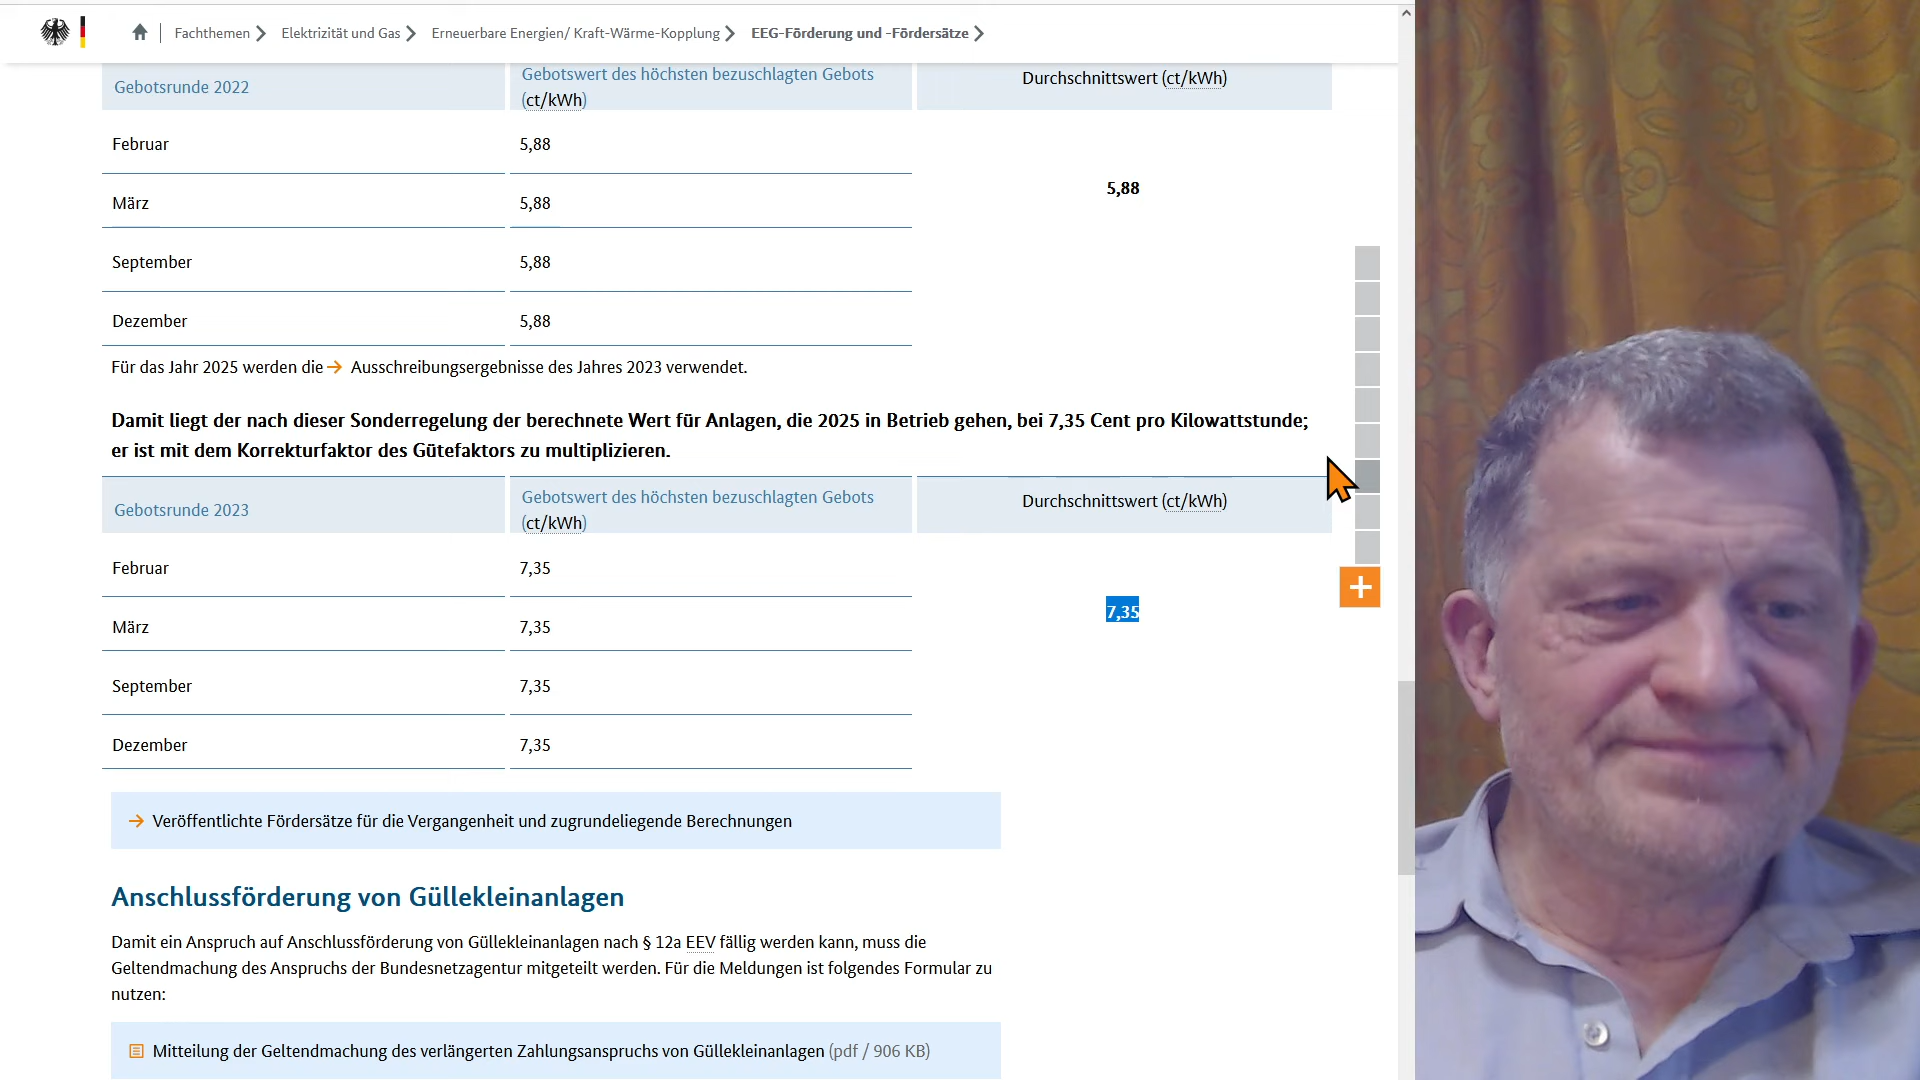 Fachthemen
Elektrizität und Gas
Erneuerbare Energien/ Kraft-Wärme-Kopplung
EEG-Förderung und -Fördersätze
Gebotsrunde 2022
Gebotswert des höchsten bezuschlagten Gebots
(ct/kWh)
Durchschnittswert (ct/kWh)
Februar
5,88
5,88
März
5,88
September
5,88
Dezember
5,88
Für das Jahr 2025 werden die → Ausschreibungsergebnisse des Jahres 2023 verwendet.
Damit liegt der nach dieser Sonderregelung der berechnete Wert für Anlagen, die 2025 in Betrieb gehen, bei 7,35 Cent pro Kilowattstunde;
er ist mit dem Korrekturfaktor des Gütefaktors zu multiplizieren.
Gebotsrunde 2023
Gebotswert des höchsten bezuschlagten Gebots
(ct/kWh)
Durchschnittswert (ct/kWh)
Februar
7,35
7,35
März
7,35
September
7,35
Dezember
7,35
→ Veröffentlichte Fördersätze für die Vergangenheit und zugrundeliegende Berechnungen
Anschlussförderung von Güllekleinanlagen
Damit ein Anspruch auf Anschlussförderung von Güllekleinanlagen nach § 12a EEV fällig werden kann, muss die
Geltendmachung des Anspruchs der Bundesnetzagentur mitgeteilt werden. Für die Meldungen ist folgendes Formular zu
nutzen:
Mitteilung der Geltendmachung des verlängerten Zahlungsanspruchs von Güllekleinanlagen (pdf / 906 KB)